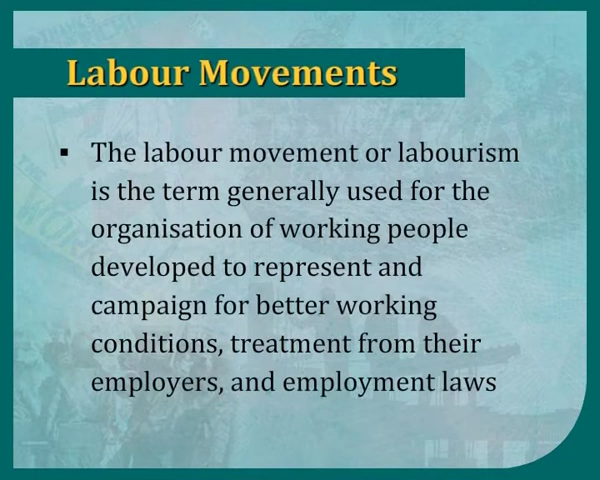 Labour Movements
▪ The labour movement or labourism
is the term generally used for the
organisation of working people
developed to represent and
campaign for better working
conditions, treatment from their
employers, and employment laws